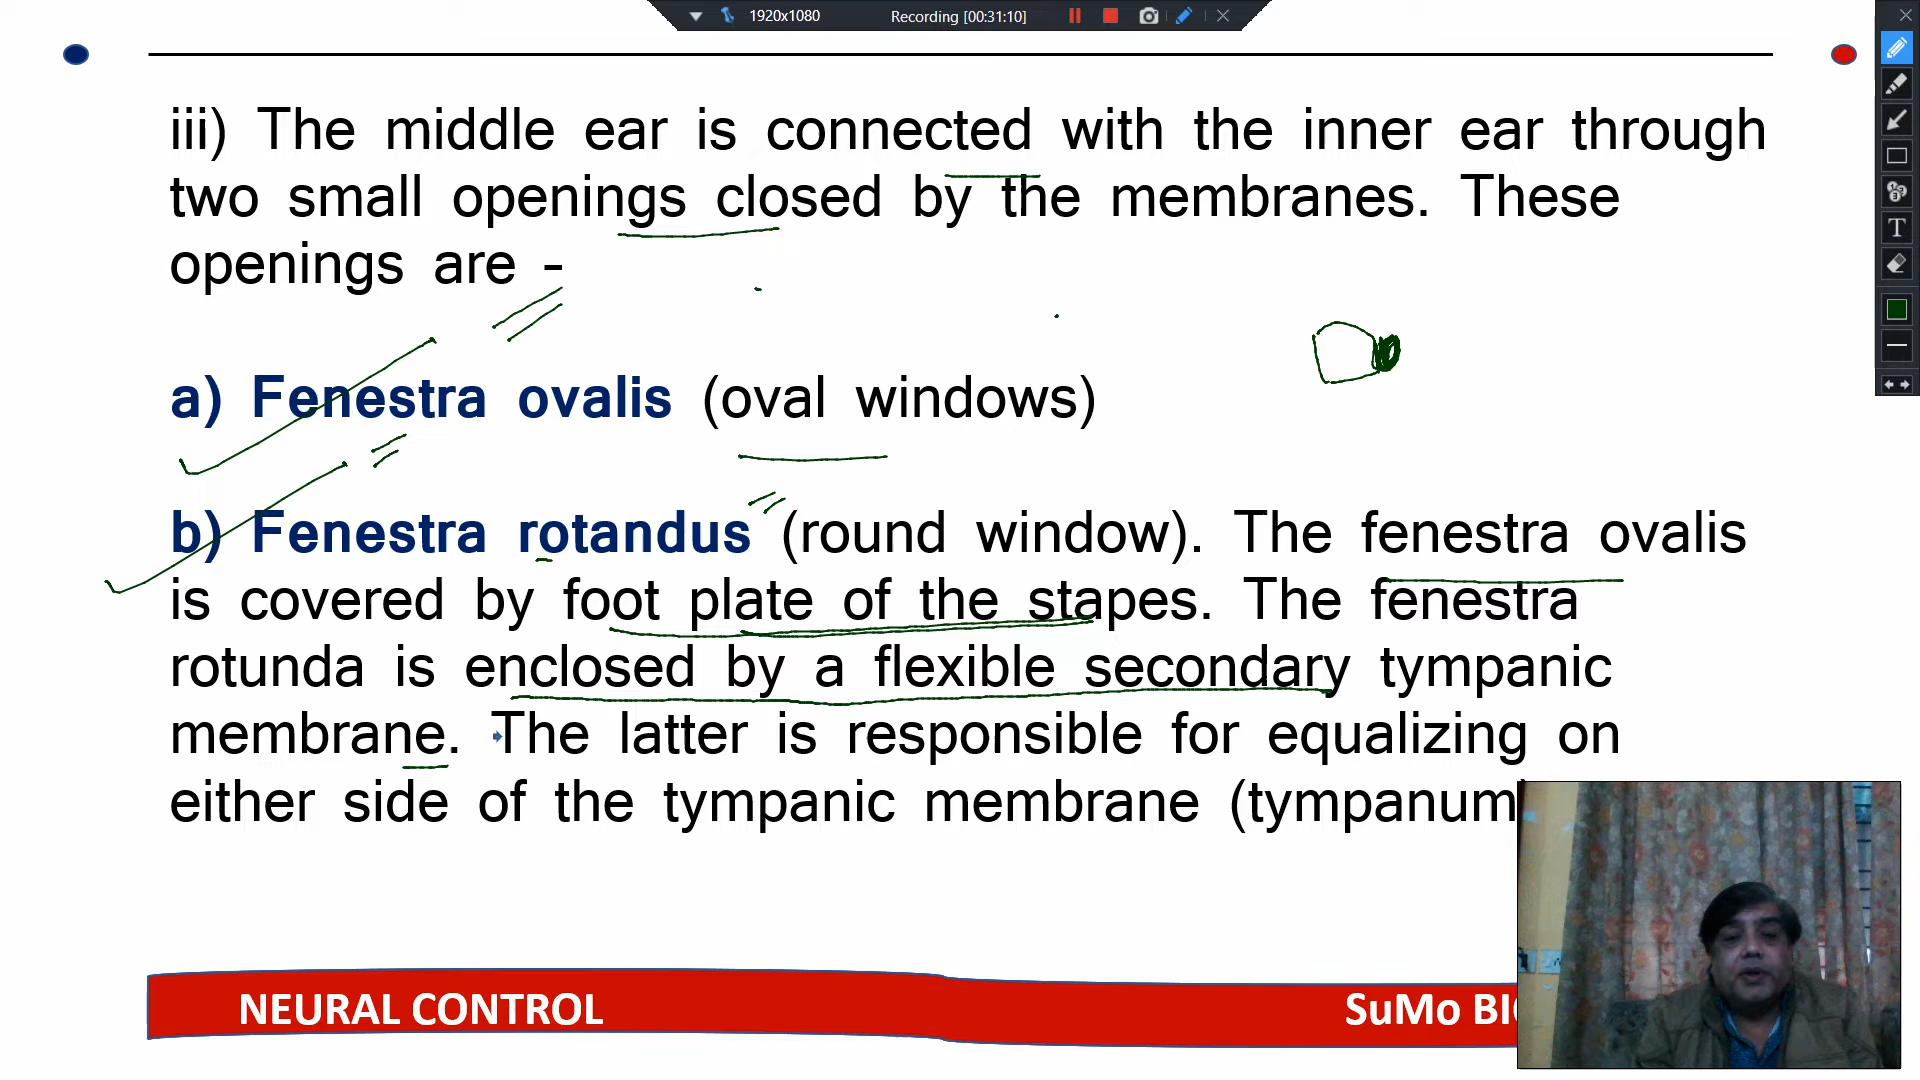 1920x1080 Recording [00:31:10]
iii) The middle ear is connected with the inner ear through
two small openings closed by the membranes. These
openings are -
a) Fenestra ovalis (oval windows)
b) Fenestra rotandus (round window). The fenestra ovalis
is covered by foot plate of the stapes. The fenestra
rotunda is enclosed by a flexible secondary tympanic
membrane. The latter is responsible for equalizing on
either side of the tympanic membrane (tympanum
NEURAL CONTROL
SuMo